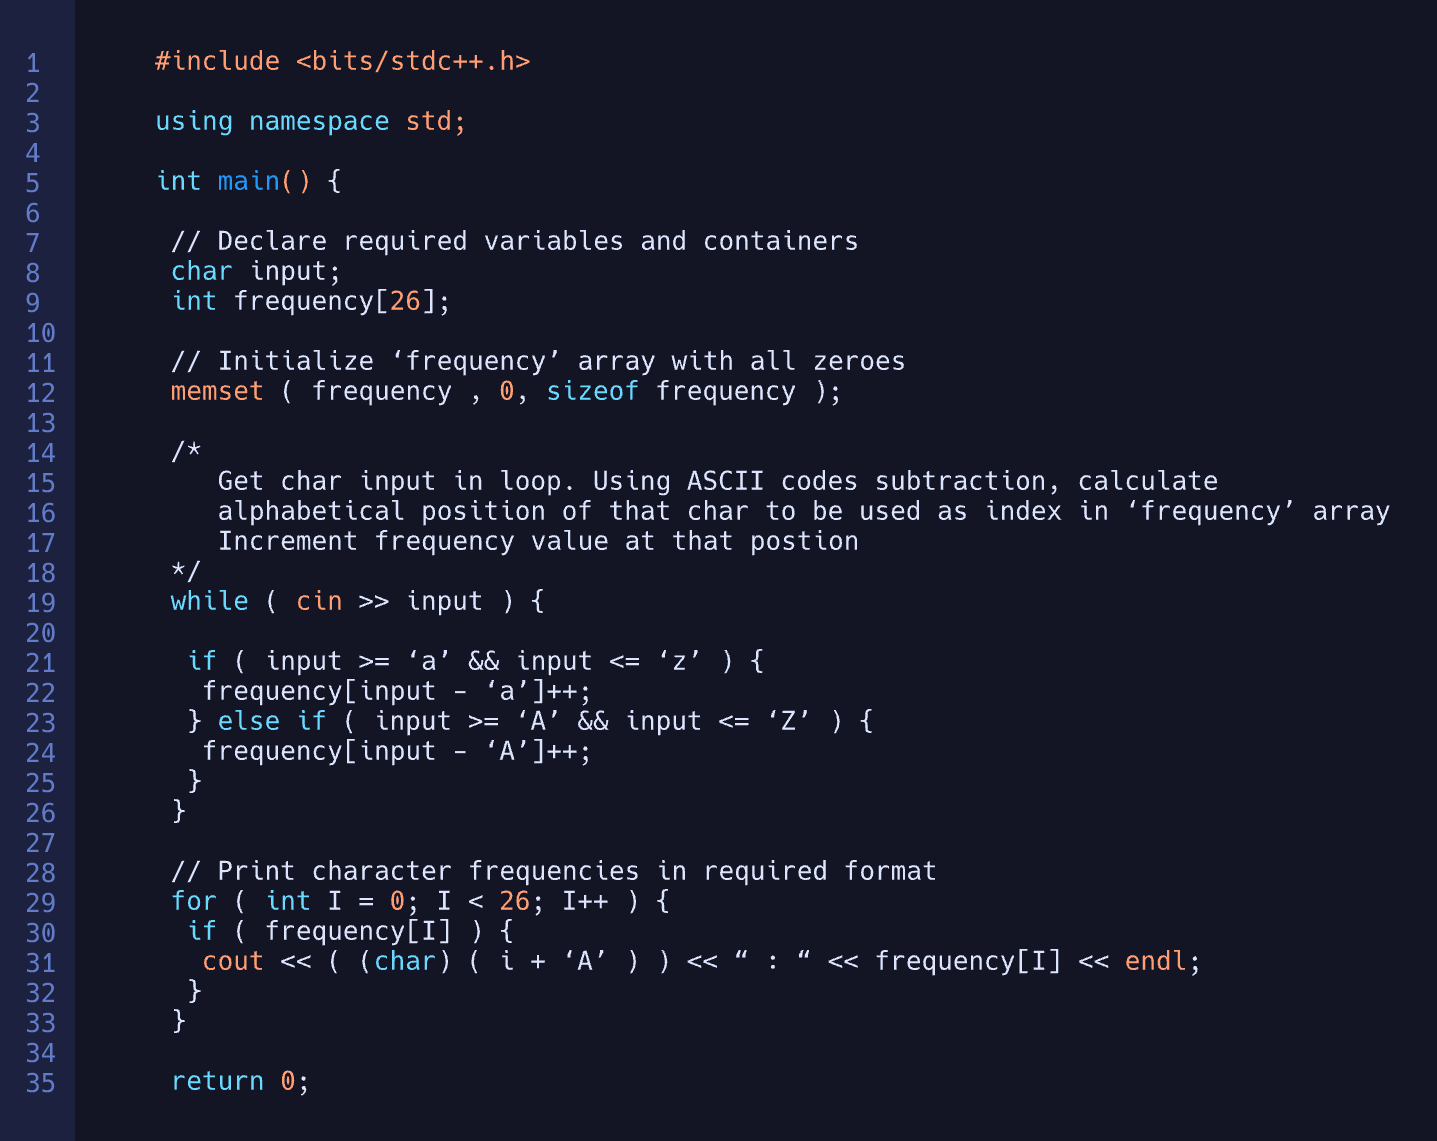 1 #include <bits/stdc++.h>
2
3 using namespace std;
4
5 int main() {
6
7 // Declare required variables and containers
8 char input;
9 int frequency[26];
10
11 // Initialize ‘frequency’ array with all zeroes
12 memset ( frequency , 0, sizeof frequency );
13
14 /*
15 Get char input in loop. Using ASCII codes subtraction, calculate
16 alphabetical position of that char to be used as index in ‘frequency’ array
17 Increment frequency value at that postion
18 */
19 while ( cin >> input ) {
20
21 if ( input >= ‘a’ && input <= ‘z’ ) {
22 frequency[input - ‘a’]++;
23 } else if ( input >= ‘A’ && input <= ‘Z’ ) {
24 frequency[input - ‘A’]++;
25 }
26 }
27
28 // Print character frequencies in required format
29 for ( int I = 0; I < 26; I++ ) {
30 if ( frequency[I] ) {
31 cout << ( (char) ( i + ‘A’ ) ) << “ : “ << frequency[I] << endl;
32 }
33 }
34
35 return 0;